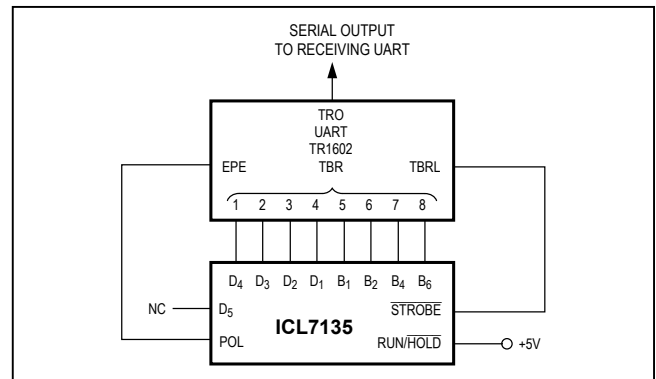 SERIAL OUTPUT
TO RECEIVING UART
TRO
UART
TR1602
EPE TBR TBRL
1 2 3 4 5 6 7 8
D4 D3 D2 D1 B1 B2 B4 B6
NC D5 STROBE
ICL7135
POL RUN/HOLD +5V